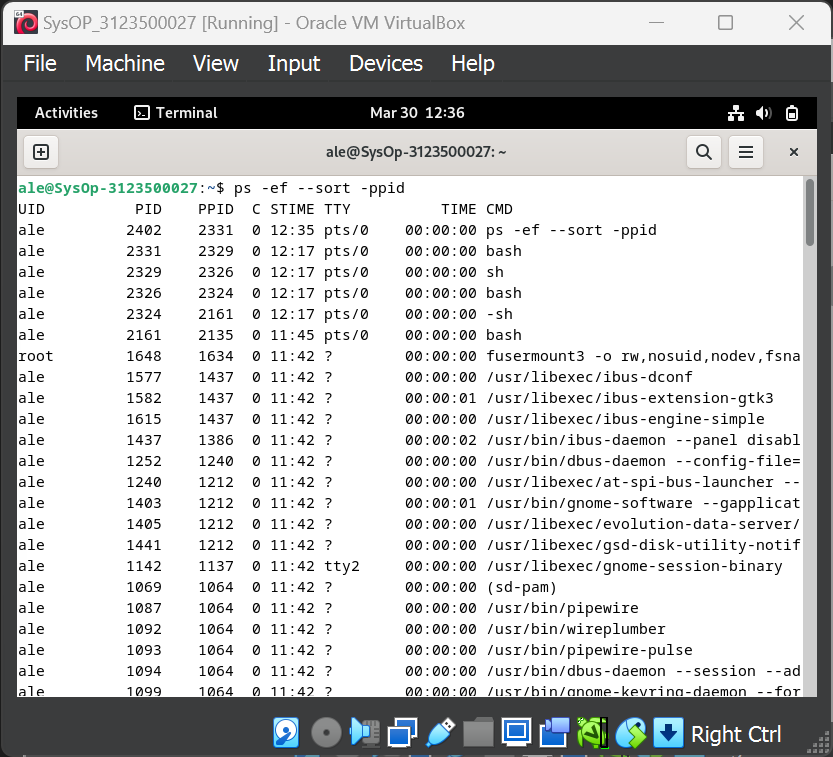 SysOP_3123500027 [Running] - Oracle VM VirtualBox
File Machine View Input Devices Help
Activities Terminal Mar 30 12:36
ale@SysOp-3123500027: ~
ale@SysOp-3123500027:~$ ps -ef --sort -ppid
UID PID PPID C STIME TTY TIME CMD
ale 2402 2331 0 12:35 pts/0 00:00:00 ps -ef --sort -ppid
ale 2331 2329 0 12:17 pts/0 00:00:00 bash
ale 2329 2326 0 12:17 pts/0 00:00:00 sh
ale 2326 2324 0 12:17 pts/0 00:00:00 bash
ale 2324 2161 0 12:17 pts/0 00:00:00 -sh
ale 2161 2135 0 11:45 pts/0 00:00:00 bash
root 1648 1634 0 11:42 ? 00:00:00 fusermount3 -o rw,nosuid,nodev,fsna
ale 1577 1437 0 11:42 ? 00:00:00 /usr/libexec/ibus-dconf
ale 1582 1437 0 11:42 ? 00:00:01 /usr/libexec/ibus-extension-gtk3
ale 1615 1437 0 11:42 ? 00:00:00 /usr/libexec/ibus-engine-simple
ale 1437 1386 0 11:42 ? 00:00:02 /usr/bin/ibus-daemon --panel disabl
ale 1252 1240 0 11:42 ? 00:00:00 /usr/bin/dbus-daemon --config-file=
ale 1240 1212 0 11:42 ? 00:00:00 /usr/libexec/at-spi-bus-launcher --
ale 1403 1212 0 11:42 ? 00:00:01 /usr/bin/gnome-software --gapplicat
ale 1405 1212 0 11:42 ? 00:00:00 /usr/libexec/evolution-data-server/
ale 1441 1212 0 11:42 ? 00:00:00 /usr/libexec/gsd-disk-utility-notif
ale 1142 1137 0 11:42 tty2 00:00:00 /usr/libexec/gnome-session-binary
ale 1069 1064 0 11:42 ? 00:00:00 (sd-pam)
ale 1087 1064 0 11:42 ? 00:00:00 /usr/bin/pipewire
ale 1092 1064 0 11:42 ? 00:00:00 /usr/bin/wireplumber
ale 1093 1064 0 11:42 ? 00:00:00 /usr/bin/pipewire-pulse
ale 1094 1064 0 11:42 ? 00:00:00 /usr/bin/dbus-daemon --session --ad
ale 1099 1064 0 11:42 ? 00:00:00 /usr/bin/gnome-keyring-daemon --for
Right Ctrl